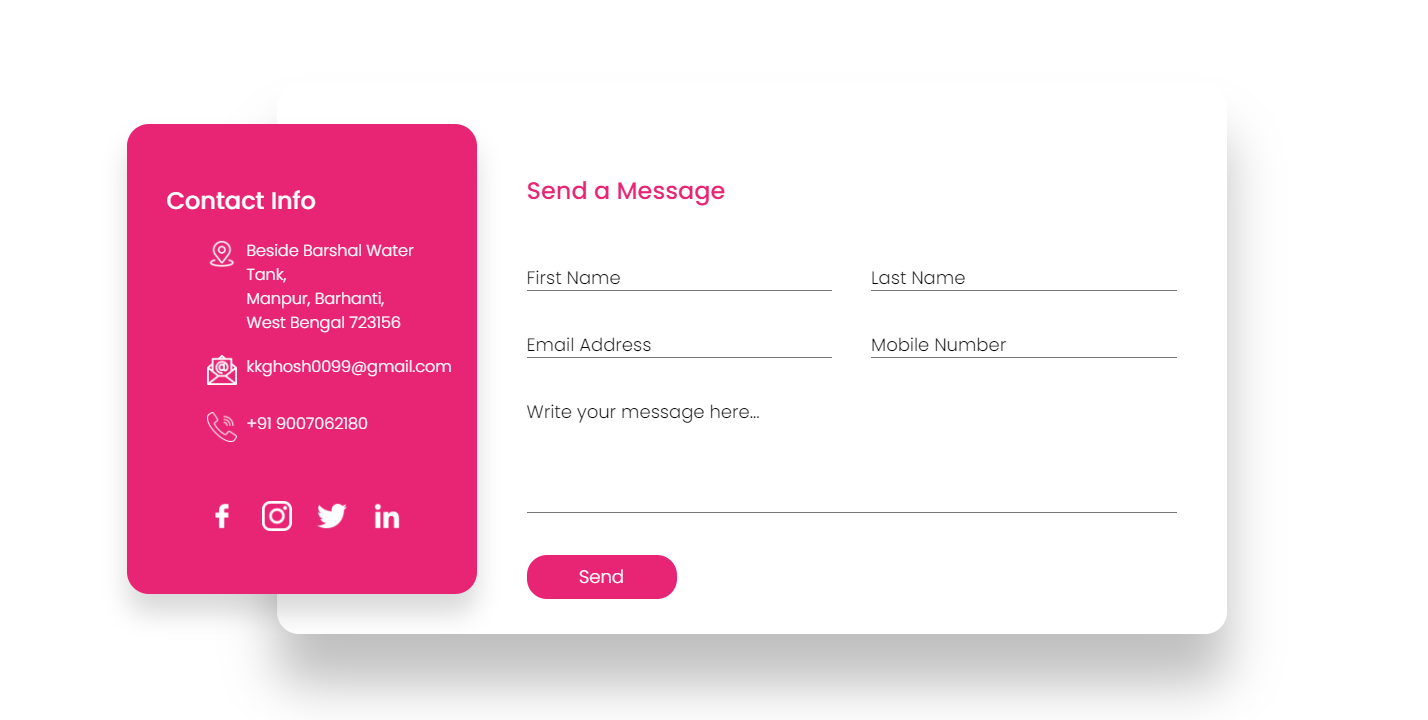 Contact Info
Beside Barshal Water
Tank,
Manpur, Barhanti,
West Bengal 723156
kkghosh0099@gmail.com
+91 9007062180
Send a Message
First Name
Last Name
Email Address
Mobile Number
Write your message here...
Send